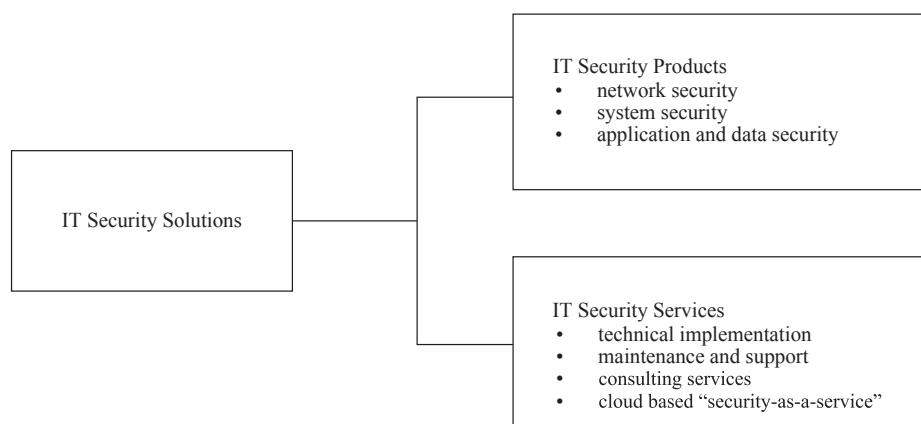 IT Security Solutions
IT Security Products
• network security
• system security
• application and data security
IT Security Services
• technical implementation
• maintenance and support
• consulting services
• cloud based “security-as-a-service”